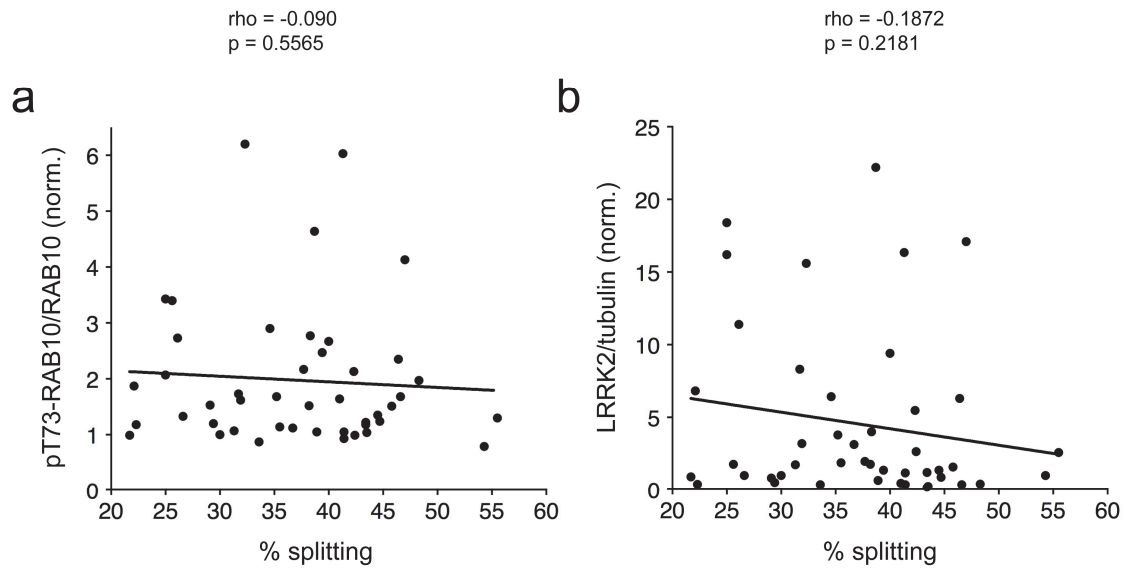 rho = -0.090
p = 0.5565
rho = -0.1872
p = 0.2181
a
b
pT73-RAB10/RAB10 (norm.)
6
5
4
3
2
1
0
20 25 30 35 40 45 50 55 60
% splitting
LRRK2/tubulin (norm.)
25
20
15
10
5
0
20 25 30 35 40 45 50 55 60
% splitting